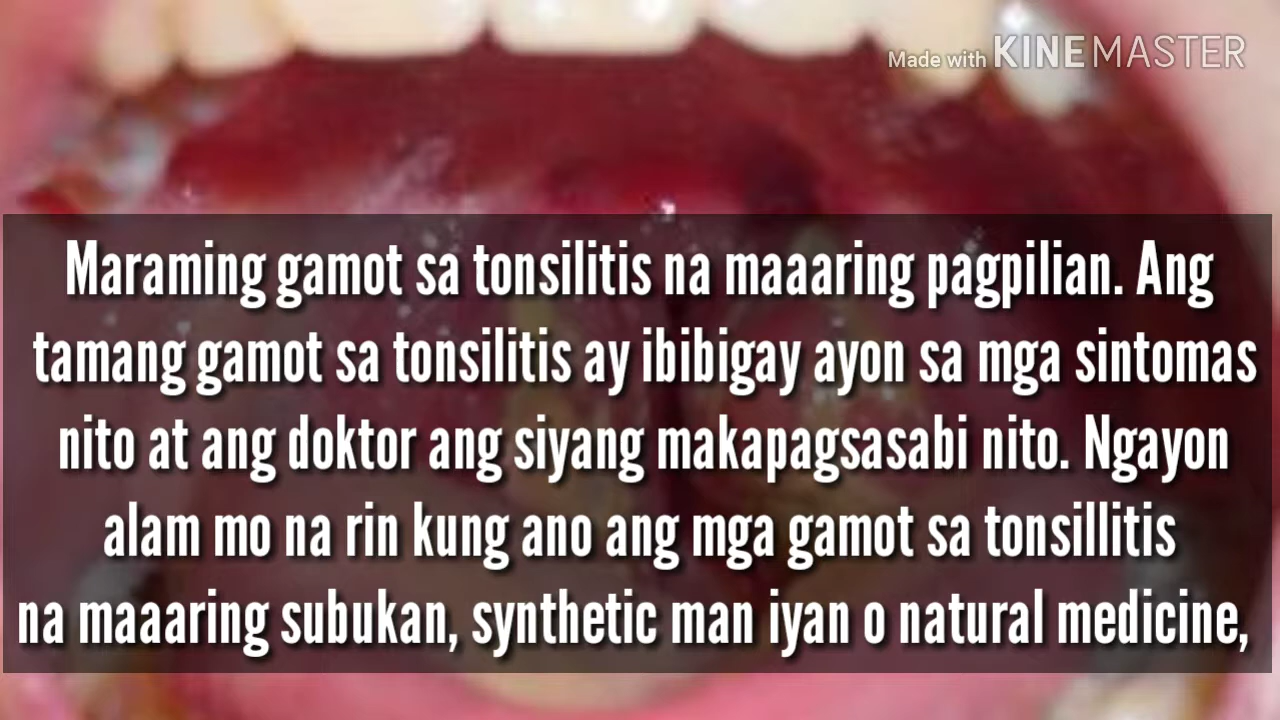 Made with KINEMASTER
Maraming gamot sa tonsilitis na maaaring pagpilian. Ang
tamang gamot sa tonsilitis ay ibibigay ayon sa mga sintomas
nito at ang doktor ang siyang makapagsasabi nito. Ngayon
alam mo na rin kung ano ang mga gamot sa tonsillitis
na maaaring subukan, synthetic man iyan o natural medicine,